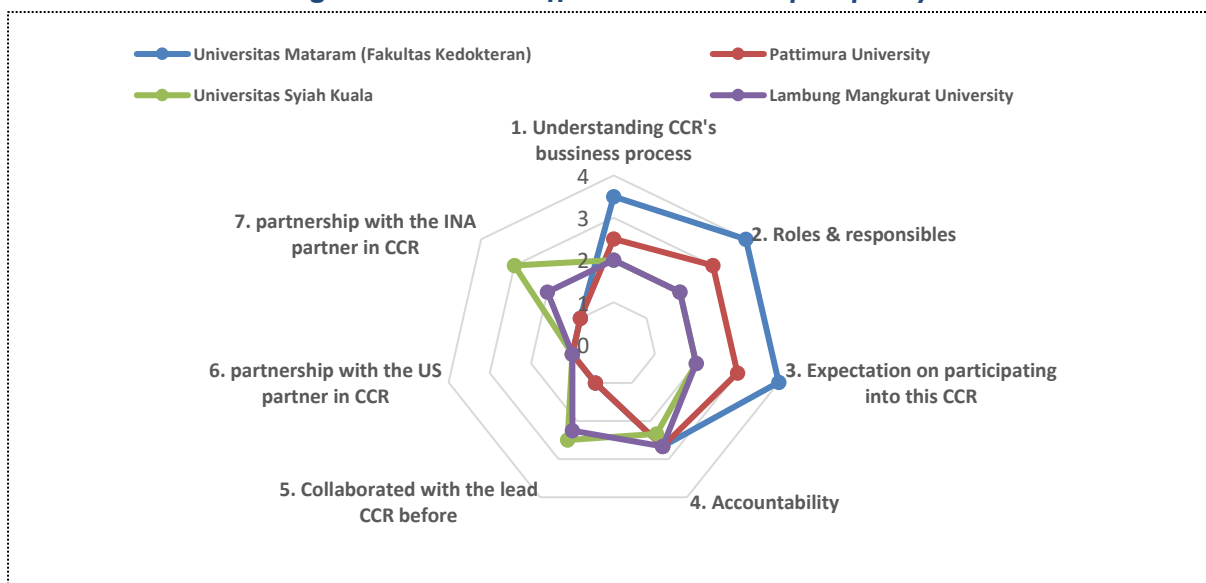 Universitas Mataram (Fakultas Kedokteran)
Pattimura University
Universitas Syiah Kuala
Lambung Mangkurat University
1. Understanding CCR's
bussiness process
4
3
2
1
0
2. Roles & responsibles
3. Expectation on participating
into this CCR
4. Accountability
5. Collaborated with the lead
CCR before
6. partnership with the US
partner in CCR
7. partnership with the INA
partner in CCR